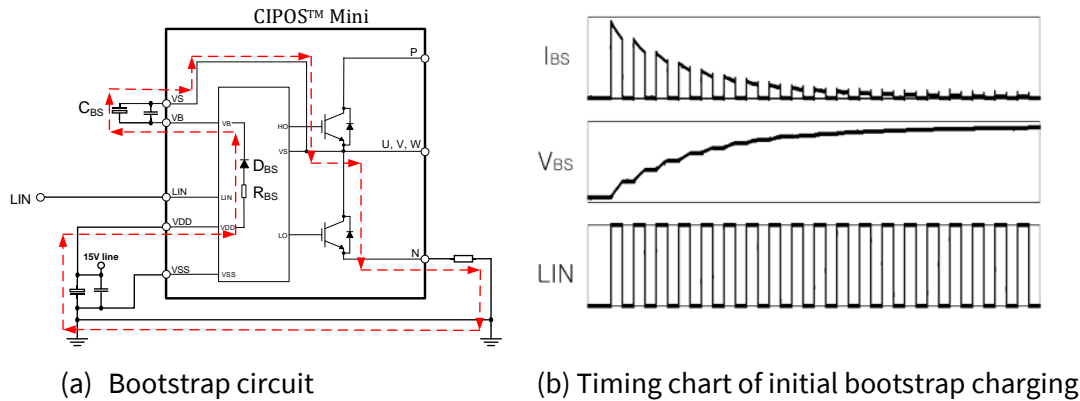 CIPOS™ Mini
P
VS
CBS
VB
VB
HO
U, V, W
VS
DBS
RBS
LIN
LIN
LIN
VDD
VDD
LO
15V line
N
VSS
VSS
(a) Bootstrap circuit
IBS
VBS
LIN
(b) Timing chart of initial bootstrap charging